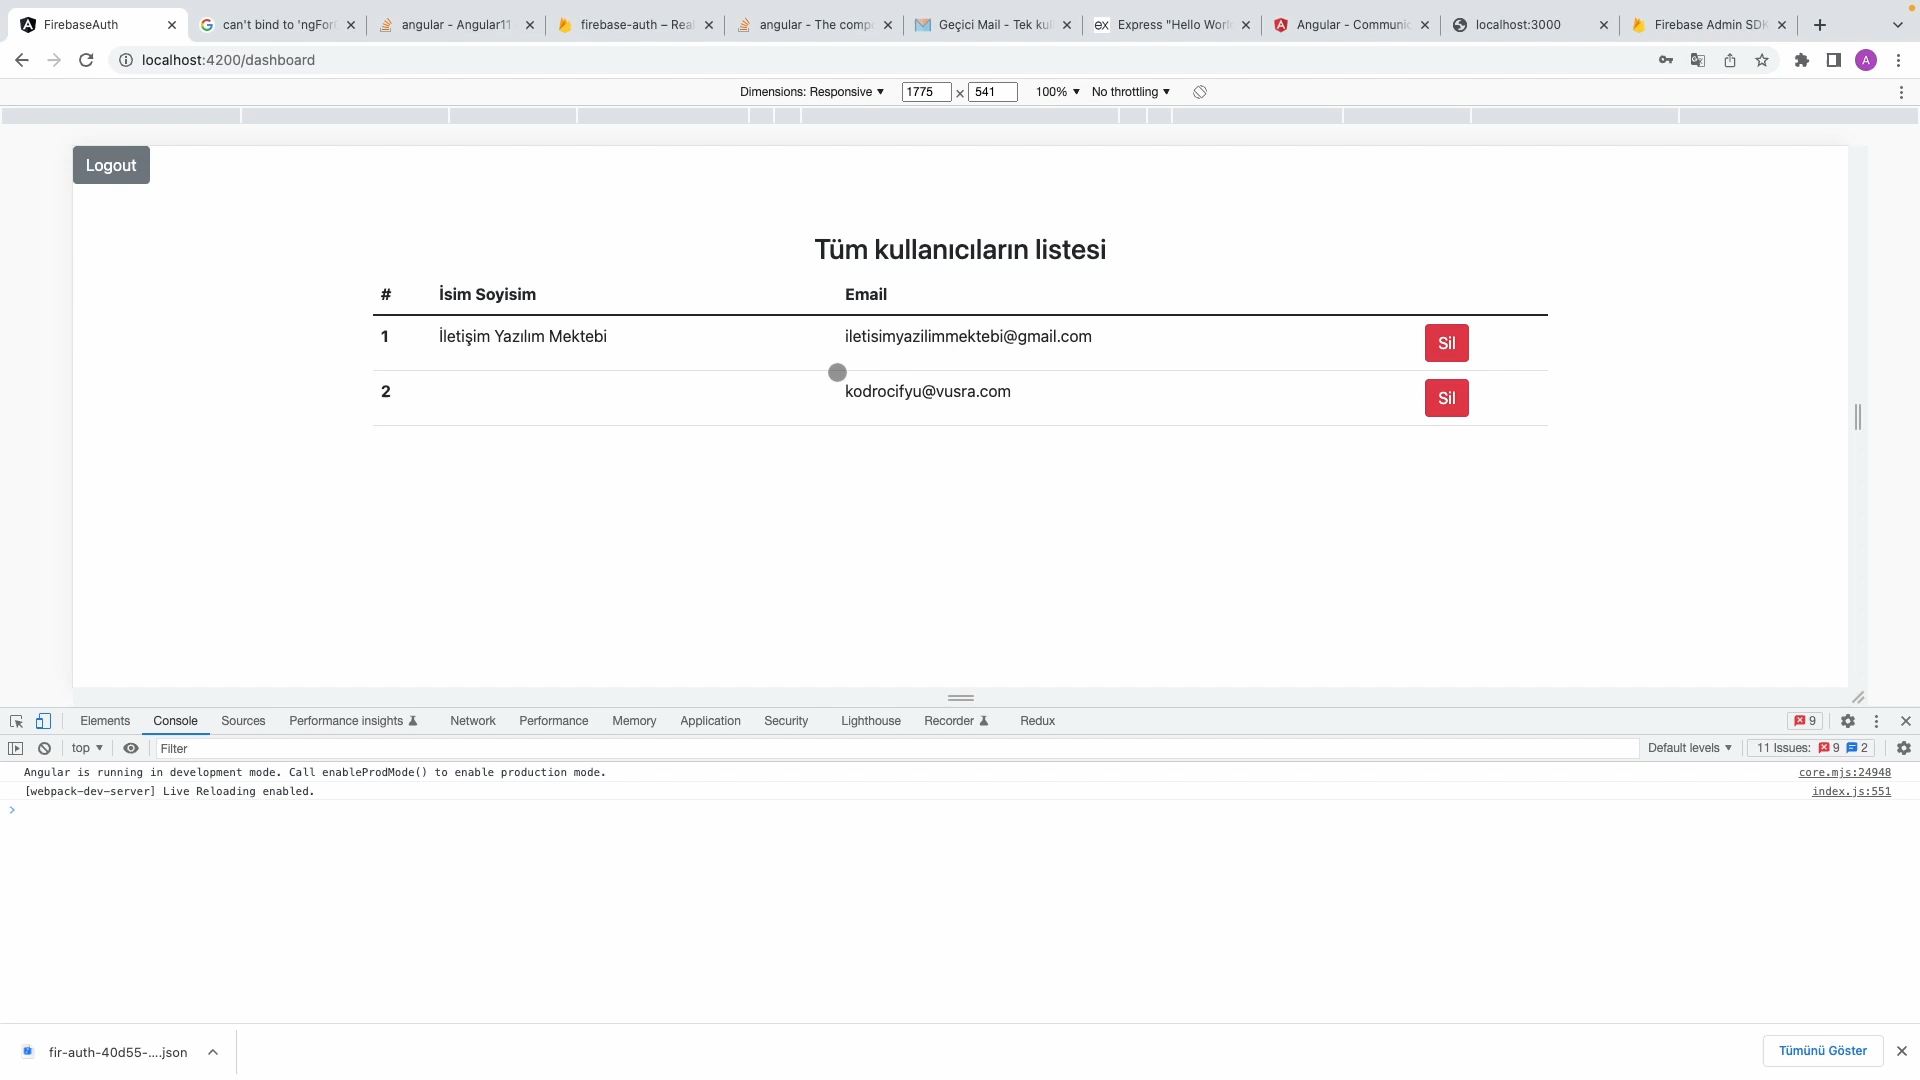 FirebaseAuth
can't bind to 'ngFor
angular - Angular11
firebase-auth – Rea
angular - The comp
Geçici Mail - Tek kul
Express "Hello Worl
Angular - Communic
localhost:3000
Firebase Admin SDK
localhost:4200/dashboard
A
Dimensions: Responsive ▼ 1775 × 541 100% ▼ No throttling ▼
Logout
Tüm kullanıcıların listesi
# İsim Soyisim Email
1 İletişim Yazılım Mektebi iletisimyazilimmektebi@gmail.com Sil
2 kodrocifyu@vusra.com Sil
Elements Console Sources Performance insights Network Performance Memory Application Security Lighthouse Recorder Redux 9
top ▼ Filter Default levels ▼ 11 Issues: 9 2
Angular is running in development mode. Call enableProdMode() to enable production mode. core.mjs:24948
[webpack-dev-server] Live Reloading enabled. index.js:551
fir-auth-40d55-....json
Tümünü Göster